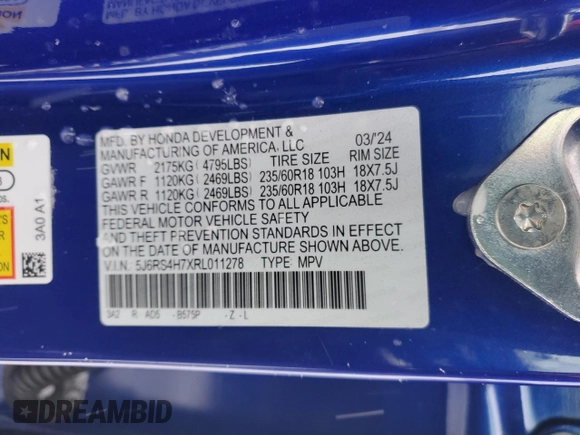 MFD. BY HONDA DEVELOPMENT &
MANUFACTURING OF AMERICA, LLC 03/'24
GVWR 2175KG ( 4795LBS) TIRE SIZE RIM SIZE
GAWR F 1120KG ( 2469LBS) 235/60R18 103H 18X7.5J
GAWR R 1120KG ( 2469LBS) 235/60R18 103H 18X7.5J
THIS VEHICLE CONFORMS TO ALL APPLICABLE
FEDERAL MOTOR VEHICLE SAFETY
AND THEFT PREVENTION STANDARDS IN EFFECT
ON THE DATE OF MANUFACTURE SHOWN ABOVE.
V.I.N: 5J6RS4H7XRL011278 TYPE: MPV
3A2 R AD5 -B575P -Z -L
3A0 A1
DREAMBID